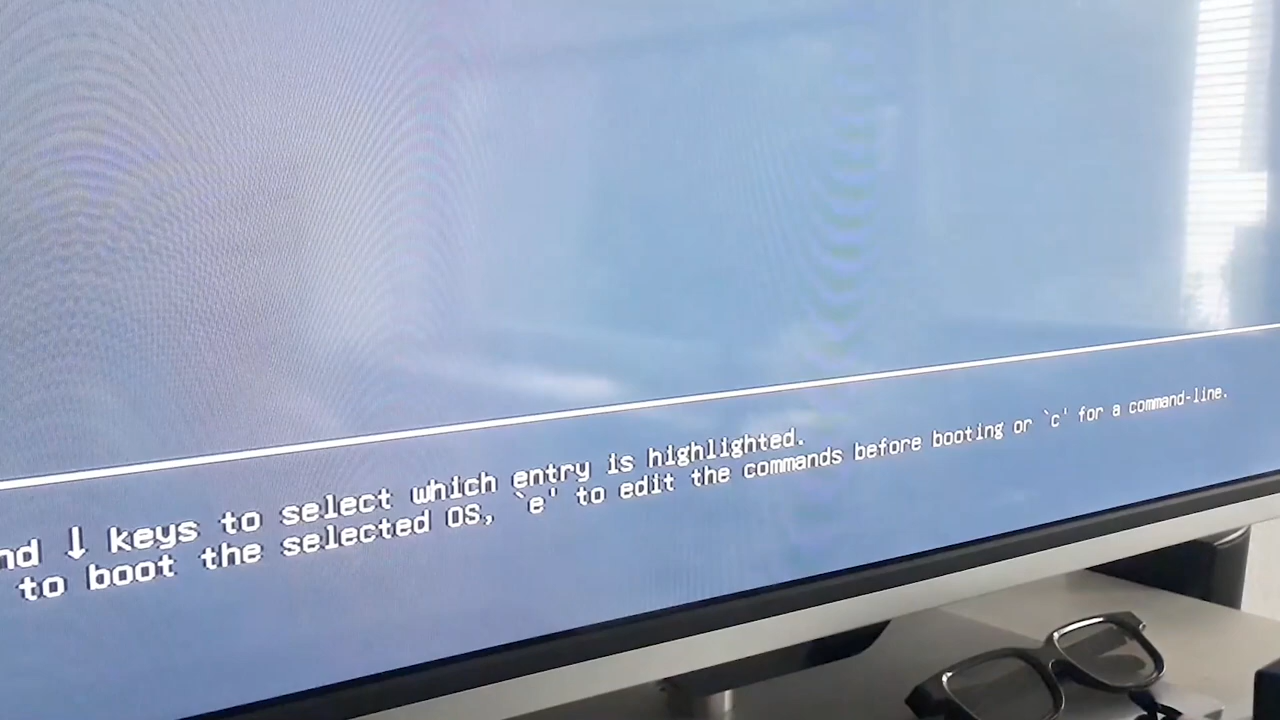 nd ↓ keys to select which entry is highlighted.
to boot the selected OS, `e' to edit the commands before booting or `c' for a command-line.